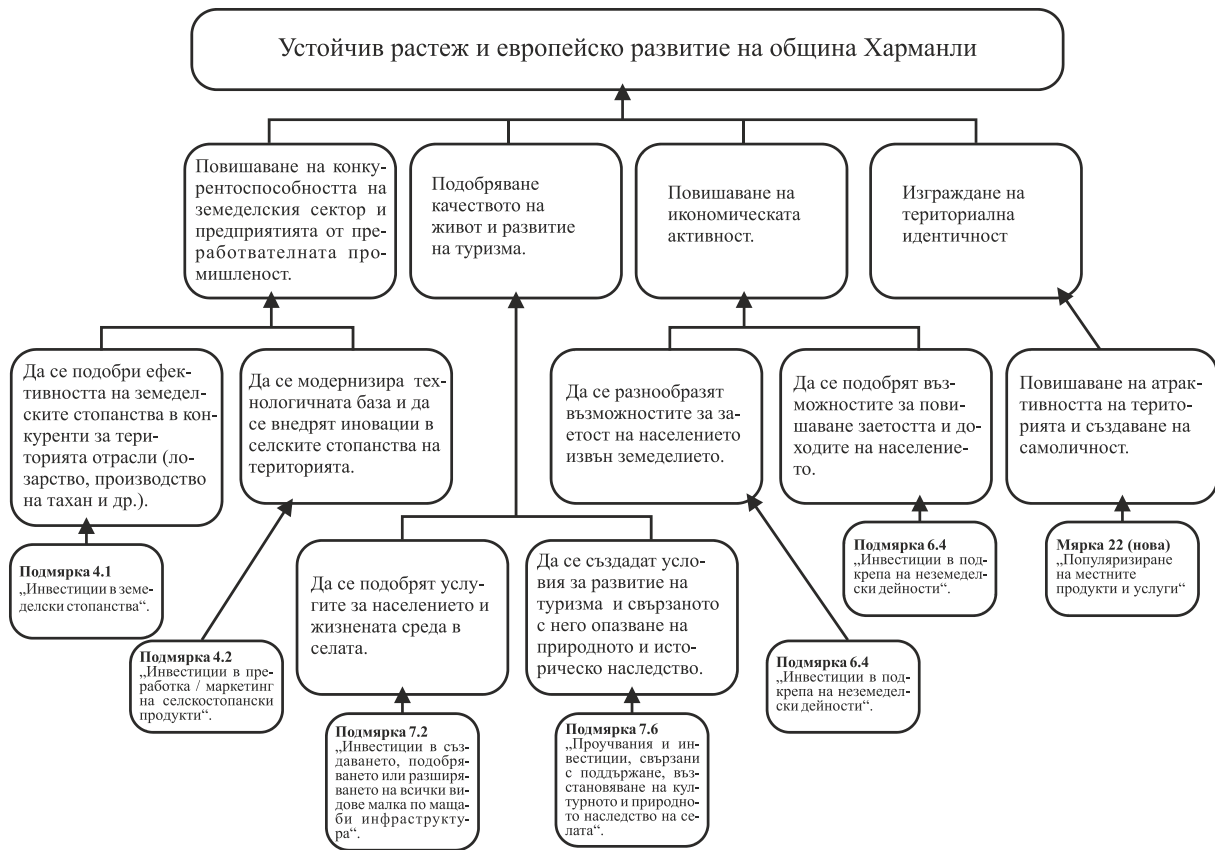 Устойчив растеж и европейско развитие на община Харманли
Повишаване на конку-
рентоспособността на
земеделския сектор и
предприятията от пре-
работвателната про-
мишленост.
Подобряване
качеството на
живот и развитие
на туризма.
Повишаване на
икономическата
активност.
Изграждане на
териториална
идентичност
Да се подобри ефек-
тивността на земедел-
ските стопанства в кон-
куренти за тери-
торията отрасли (ло-
зарство, производство
на тахан и др.).
Да се модернизира тех-
нологичната база и да
се внедрят иновации в
селските стопанства на
територията.
Да се разнообразят
възможностите за за-
етост на населението
извън земеделието.
Да се подобрят въз-
можностите за пови-
шаване заетостта и до-
ходите на население-
то.
Повишаване на атрак-
тивността на терито-
рията и създаване на
самоличност.
Подмярка 4.1
„Инвестиции в земе-
делски стопанства“.
Подмярка 4.2
„Инвестиции в пре-
работка / маркетинг
на селскостопански
продукти“.
Да се подобрят услу-
гите за населението и
жизнената среда в
селата.
Да се създадат усло-
вия за развитие на
туризма и свързаното
с него опазване на
природното и исто-
рическо наследство.
Подмярка 6.4
„Инвестиции в под-
крепа на неземедел-
ски дейности“.
Мярка 22 (нова)
„Популяризиране
на местните
продукти и услуги“
Подмярка 6.4
„Инвестиции в под-
крепа на неземедел-
ски дейности“.
Подмярка 7.2
„Инвестиции в съз-
даването, подобря-
ването или разширя-
ването на всички ви-
дове малка по маща-
би инфраструкту-
ра“.
Подмярка 7.6
„Проучвания и ин-
вестиции, свързани
с поддържане, въз-
становяване на кул-
турното и природно-
то наследство на се-
лата“.